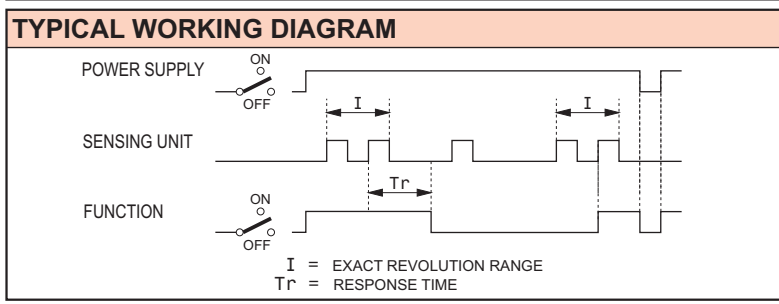 TYPICAL WORKING DIAGRAM
POWER SUPPLY
ON
OFF
I
I
SENSING UNIT
Tr
FUNCTION
ON
OFF
I = EXACT REVOLUTION RANGE
Tr = RESPONSE TIME